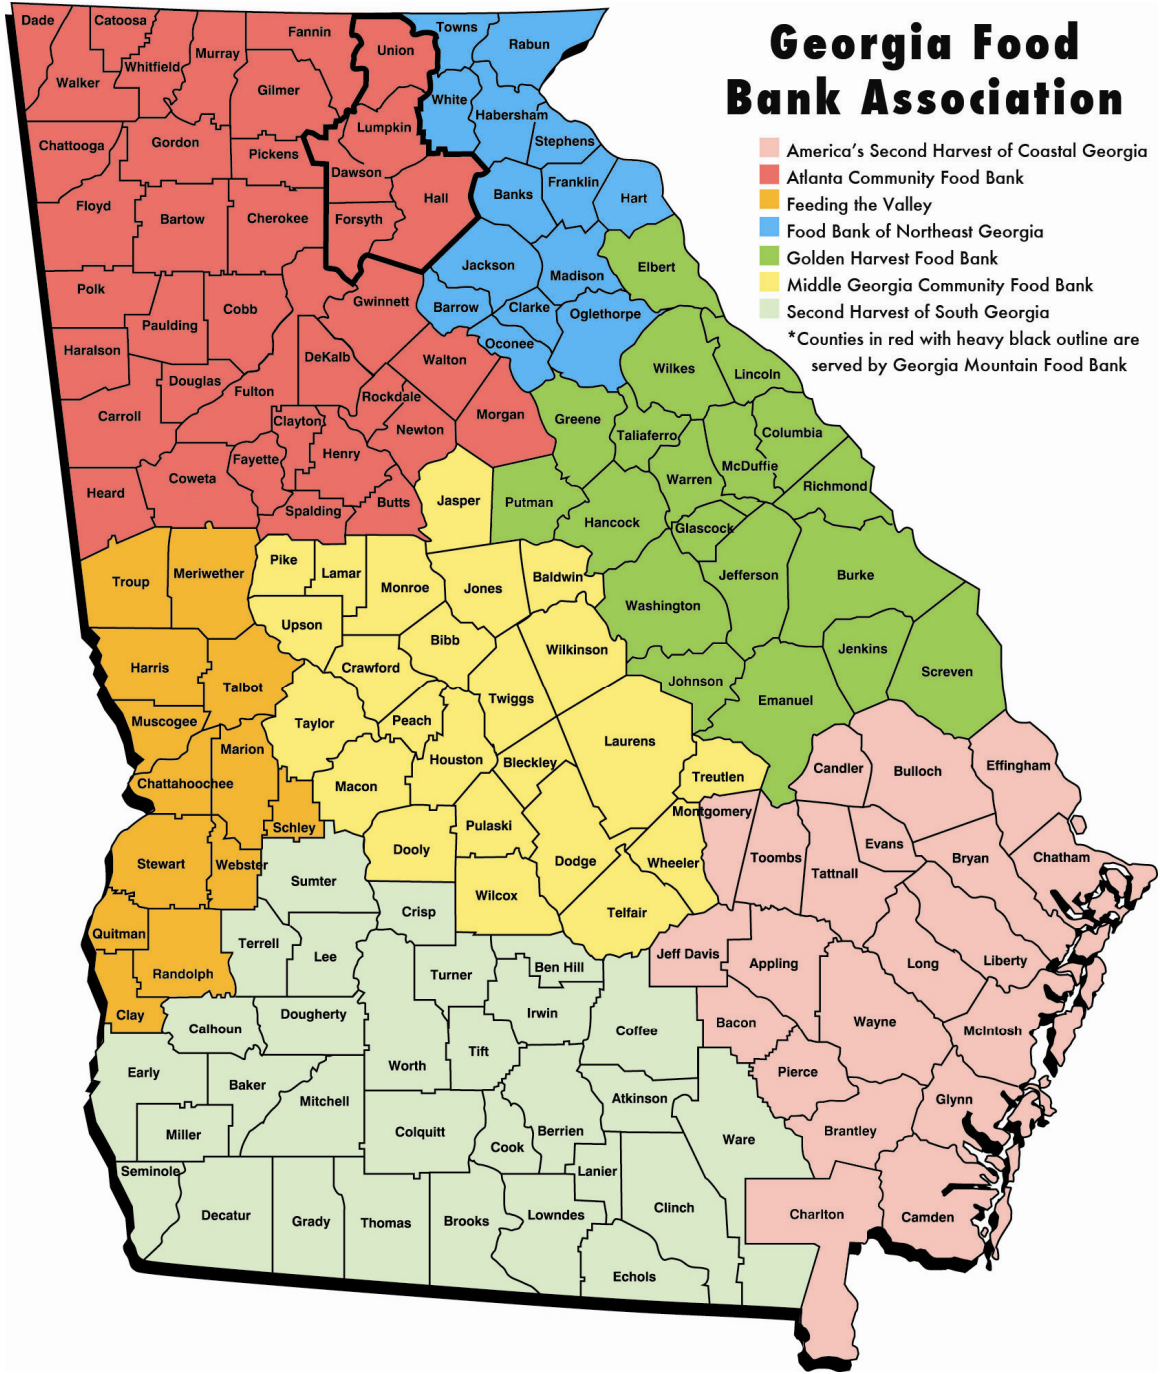 Georgia Food
Bank Association
America's Second Harvest of Coastal Georgia
Atlanta Community Food Bank
Feeding the Valley
Food Bank of Northeast Georgia
Golden Harvest Food Bank
Middle Georgia Community Food Bank
Second Harvest of South Georgia
*Counties in red with heavy black outline are
served by Georgia Mountain Food Bank
Dade
Catoosa
Fannin
Union
Towns
Rabun
Walker
Whitfield
Murray
Gilmer
White
Habersham
Stephens
Chattooga
Gordon
Pickens
Lumpkin
Dawson
Hall
Banks
Franklin
Hart
Floyd
Bartow
Cherokee
Forsyth
Jackson
Madison
Elbert
Polk
Paulding
Cobb
Gwinnett
Barrow
Clarke
Oglethorpe
Oconee
Haralson
Douglas
Fulton
DeKalb
Walton
Rockdale
Wilkes
Lincoln
Carroll
Clayton
Newton
Morgan
Greene
Taliaferro
Columbia
Heard
Coweta
Fayette
Henry
Spalding
Butts
Jasper
Putman
Hancock
Warren
McDuffie
Richmond
Glascock
Troup
Meriwether
Pike
Lamar
Monroe
Jones
Baldwin
Washington
Jefferson
Burke
Upson
Bibb
Wilkinson
Jenkins
Screven
Harris
Talbot
Crawford
Twiggs
Johnson
Emanuel
Muscogee
Marion
Taylor
Peach
Houston
Bleckley
Laurens
Treutlen
Candler
Bulloch
Effingham
Chattahoochee
Schley
Macon
Pulaski
Montgomery
Stewart
Webster
Sumter
Dooly
Dodge
Wheeler
Toombs
Tattnall
Evans
Bryan
Chatham
Quitman
Randolph
Terrell
Lee
Crisp
Wilcox
Telfair
Jeff Davis
Appling
Long
Liberty
Clay
Calhoun
Dougherty
Turner
Ben Hill
Irwin
Coffee
Bacon
Wayne
McIntosh
Early
Baker
Mitchell
Worth
Tift
Atkinson
Pierce
Glynn
Miller
Colquitt
Cook
Berrien
Ware
Brantley
Seminole
Decatur
Grady
Thomas
Brooks
Lanier
Lowndes
Clinch
Echols
Charlton
Camden